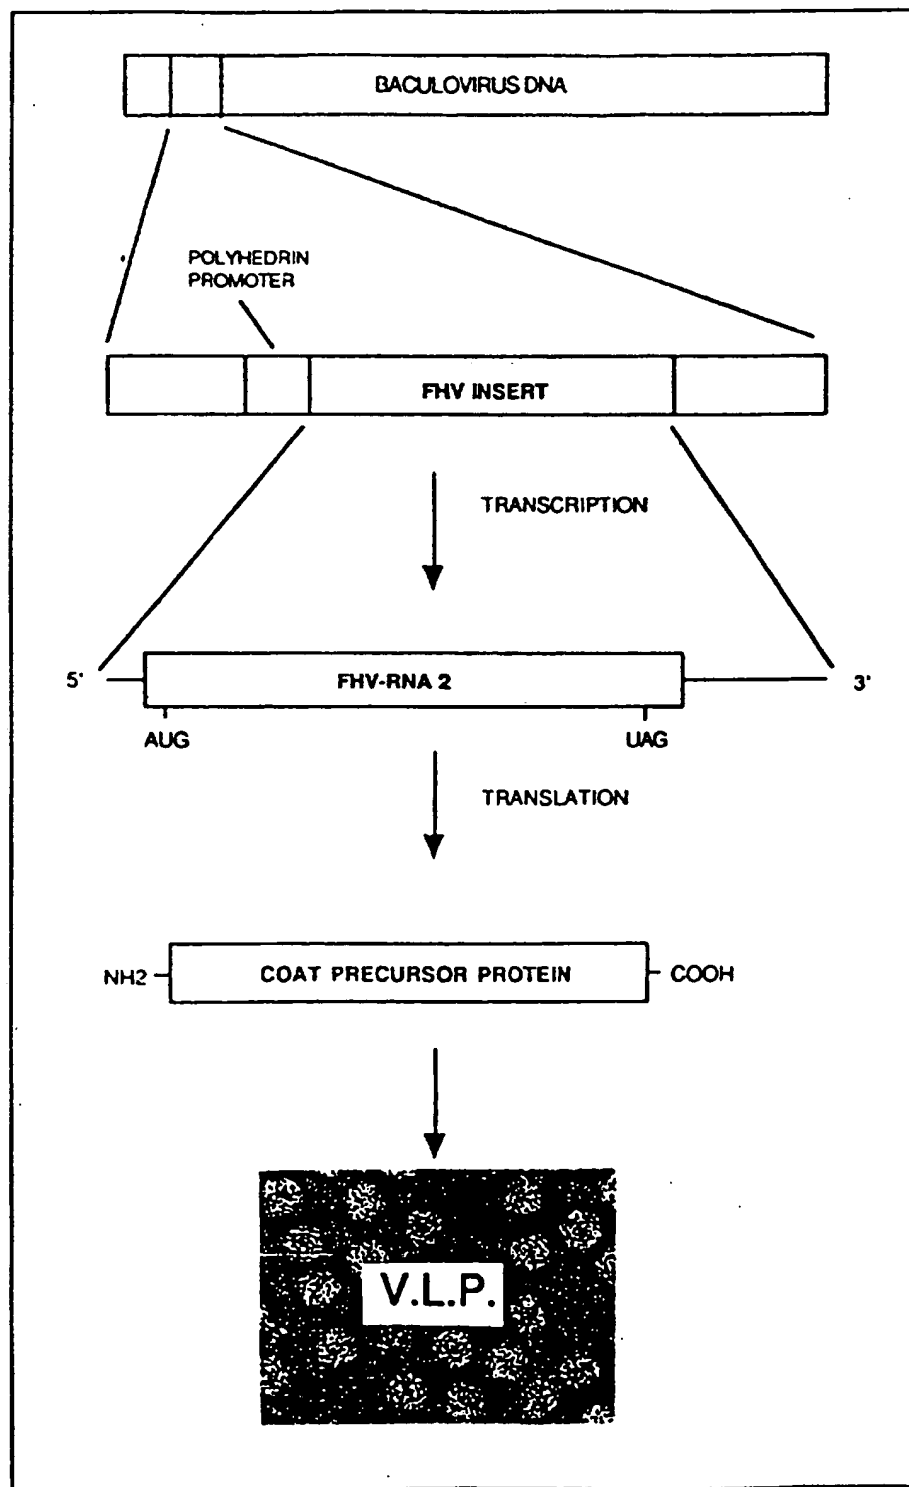 BACULOVIRUS DNA
POLYHEDRIN
PROMOTER
FHV INSERT
TRANSCRIPTION
5'
FHV-RNA 2
3'
AUG
UAG
TRANSLATION
NH2
COAT PRECURSOR PROTEIN
COOH
V.L.P.